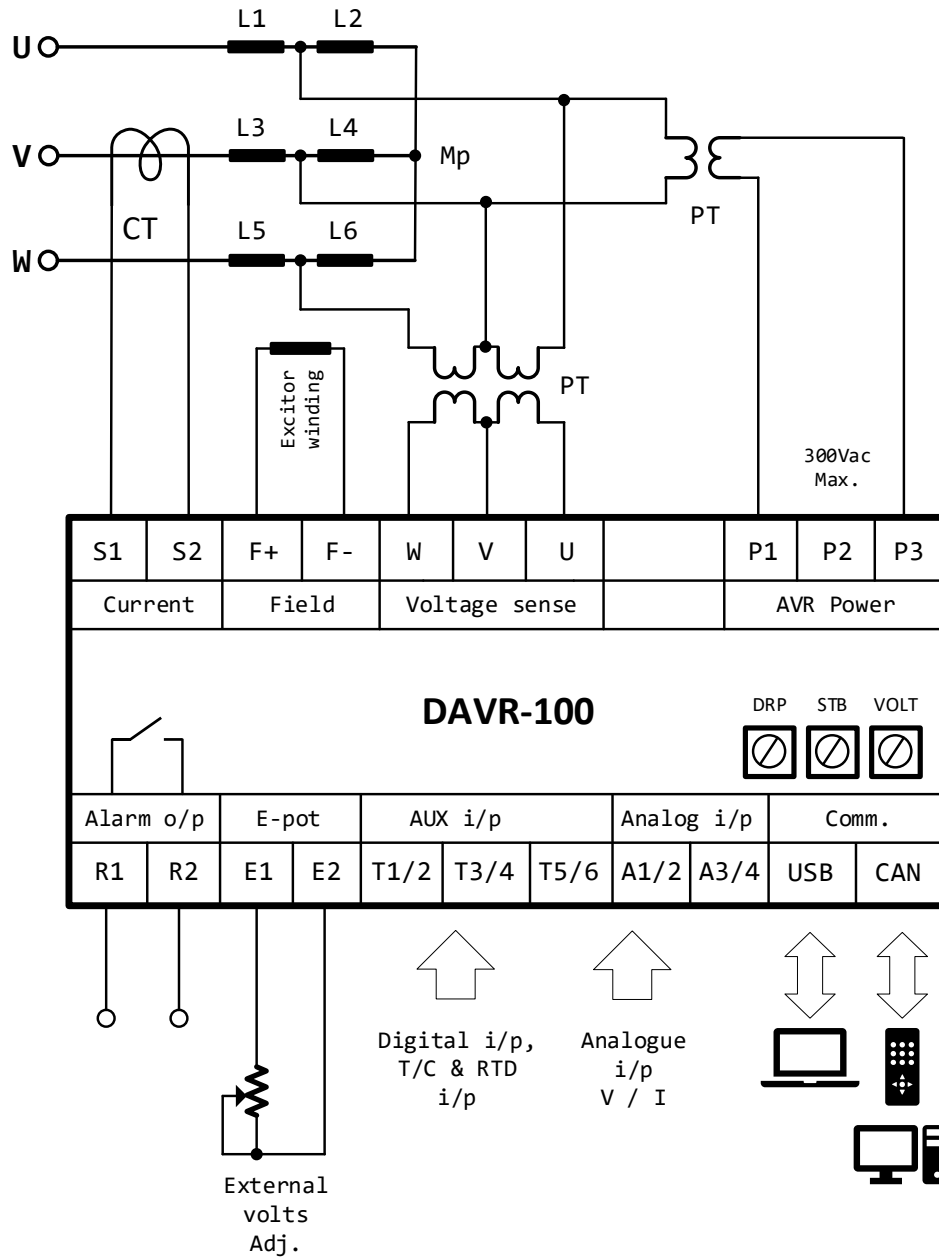 L1
L2
U
L3
L4
V
Mp
CT
PT
L5
L6
W
Excitor
winding
PT
300Vac
Max.
S1
S2
F+
F-
W
V
U
P1
P2
P3
Current
Field
Voltage sense
AVR Power
DAVR-100
DRP
STB
VOLT
Alarm o/p
E-pot
AUX i/p
Analog i/p
Comm.
R1
R2
E1
E2
T1/2
T3/4
T5/6
A1/2
A3/4
USB
CAN
Digital i/p,
T/C & RTD
i/p
Analogue
i/p
V / I
External
volts
Adj.